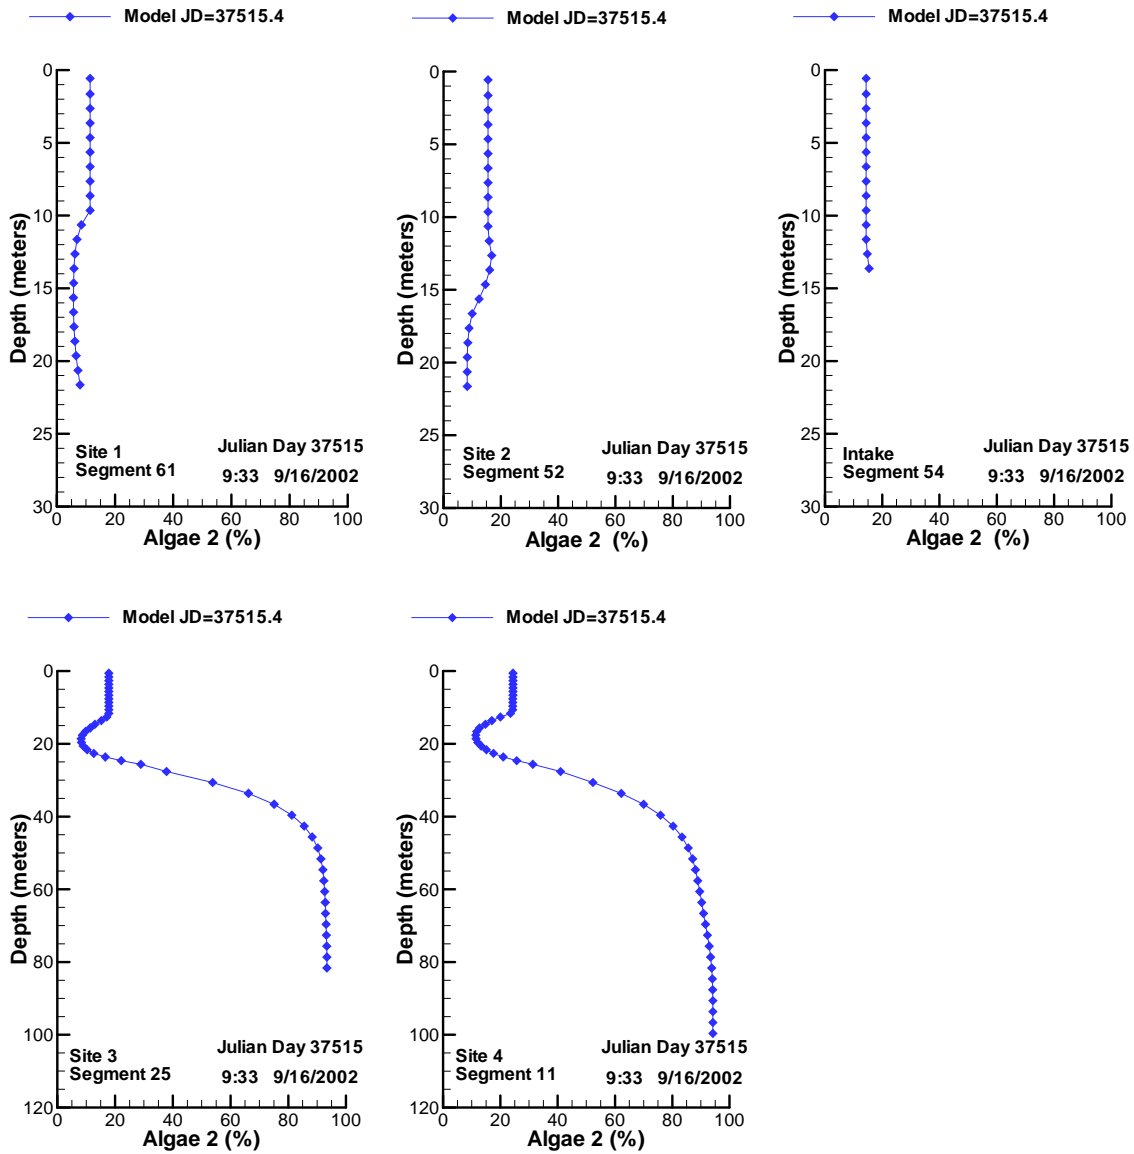 Model JD=37515.4
0
5
10
15
20
25
30
0 20 40 60 80 100
Depth (meters)
Algae 2 (%)
Site 1
Segment 61
Julian Day 37515
9:33 9/16/2002
Model JD=37515.4
0
5
10
15
20
25
30
0 20 40 60 80 100
Depth (meters)
Algae 2 (%)
Site 2
Segment 52
Julian Day 37515
9:33 9/16/2002
Model JD=37515.4
0
5
10
15
20
25
30
0 20 40 60 80 100
Depth (meters)
Algae 2 (%)
Intake
Segment 54
Julian Day 37515
9:33 9/16/2002
Model JD=37515.4
0
20
40
60
80
100
120
0 20 40 60 80 100
Depth (meters)
Algae 2 (%)
Site 3
Segment 25
Julian Day 37515
9:33 9/16/2002
Model JD=37515.4
0
20
40
60
80
100
120
0 20 40 60 80 100
Depth (meters)
Algae 2 (%)
Site 4
Segment 11
Julian Day 37515
9:33 9/16/2002